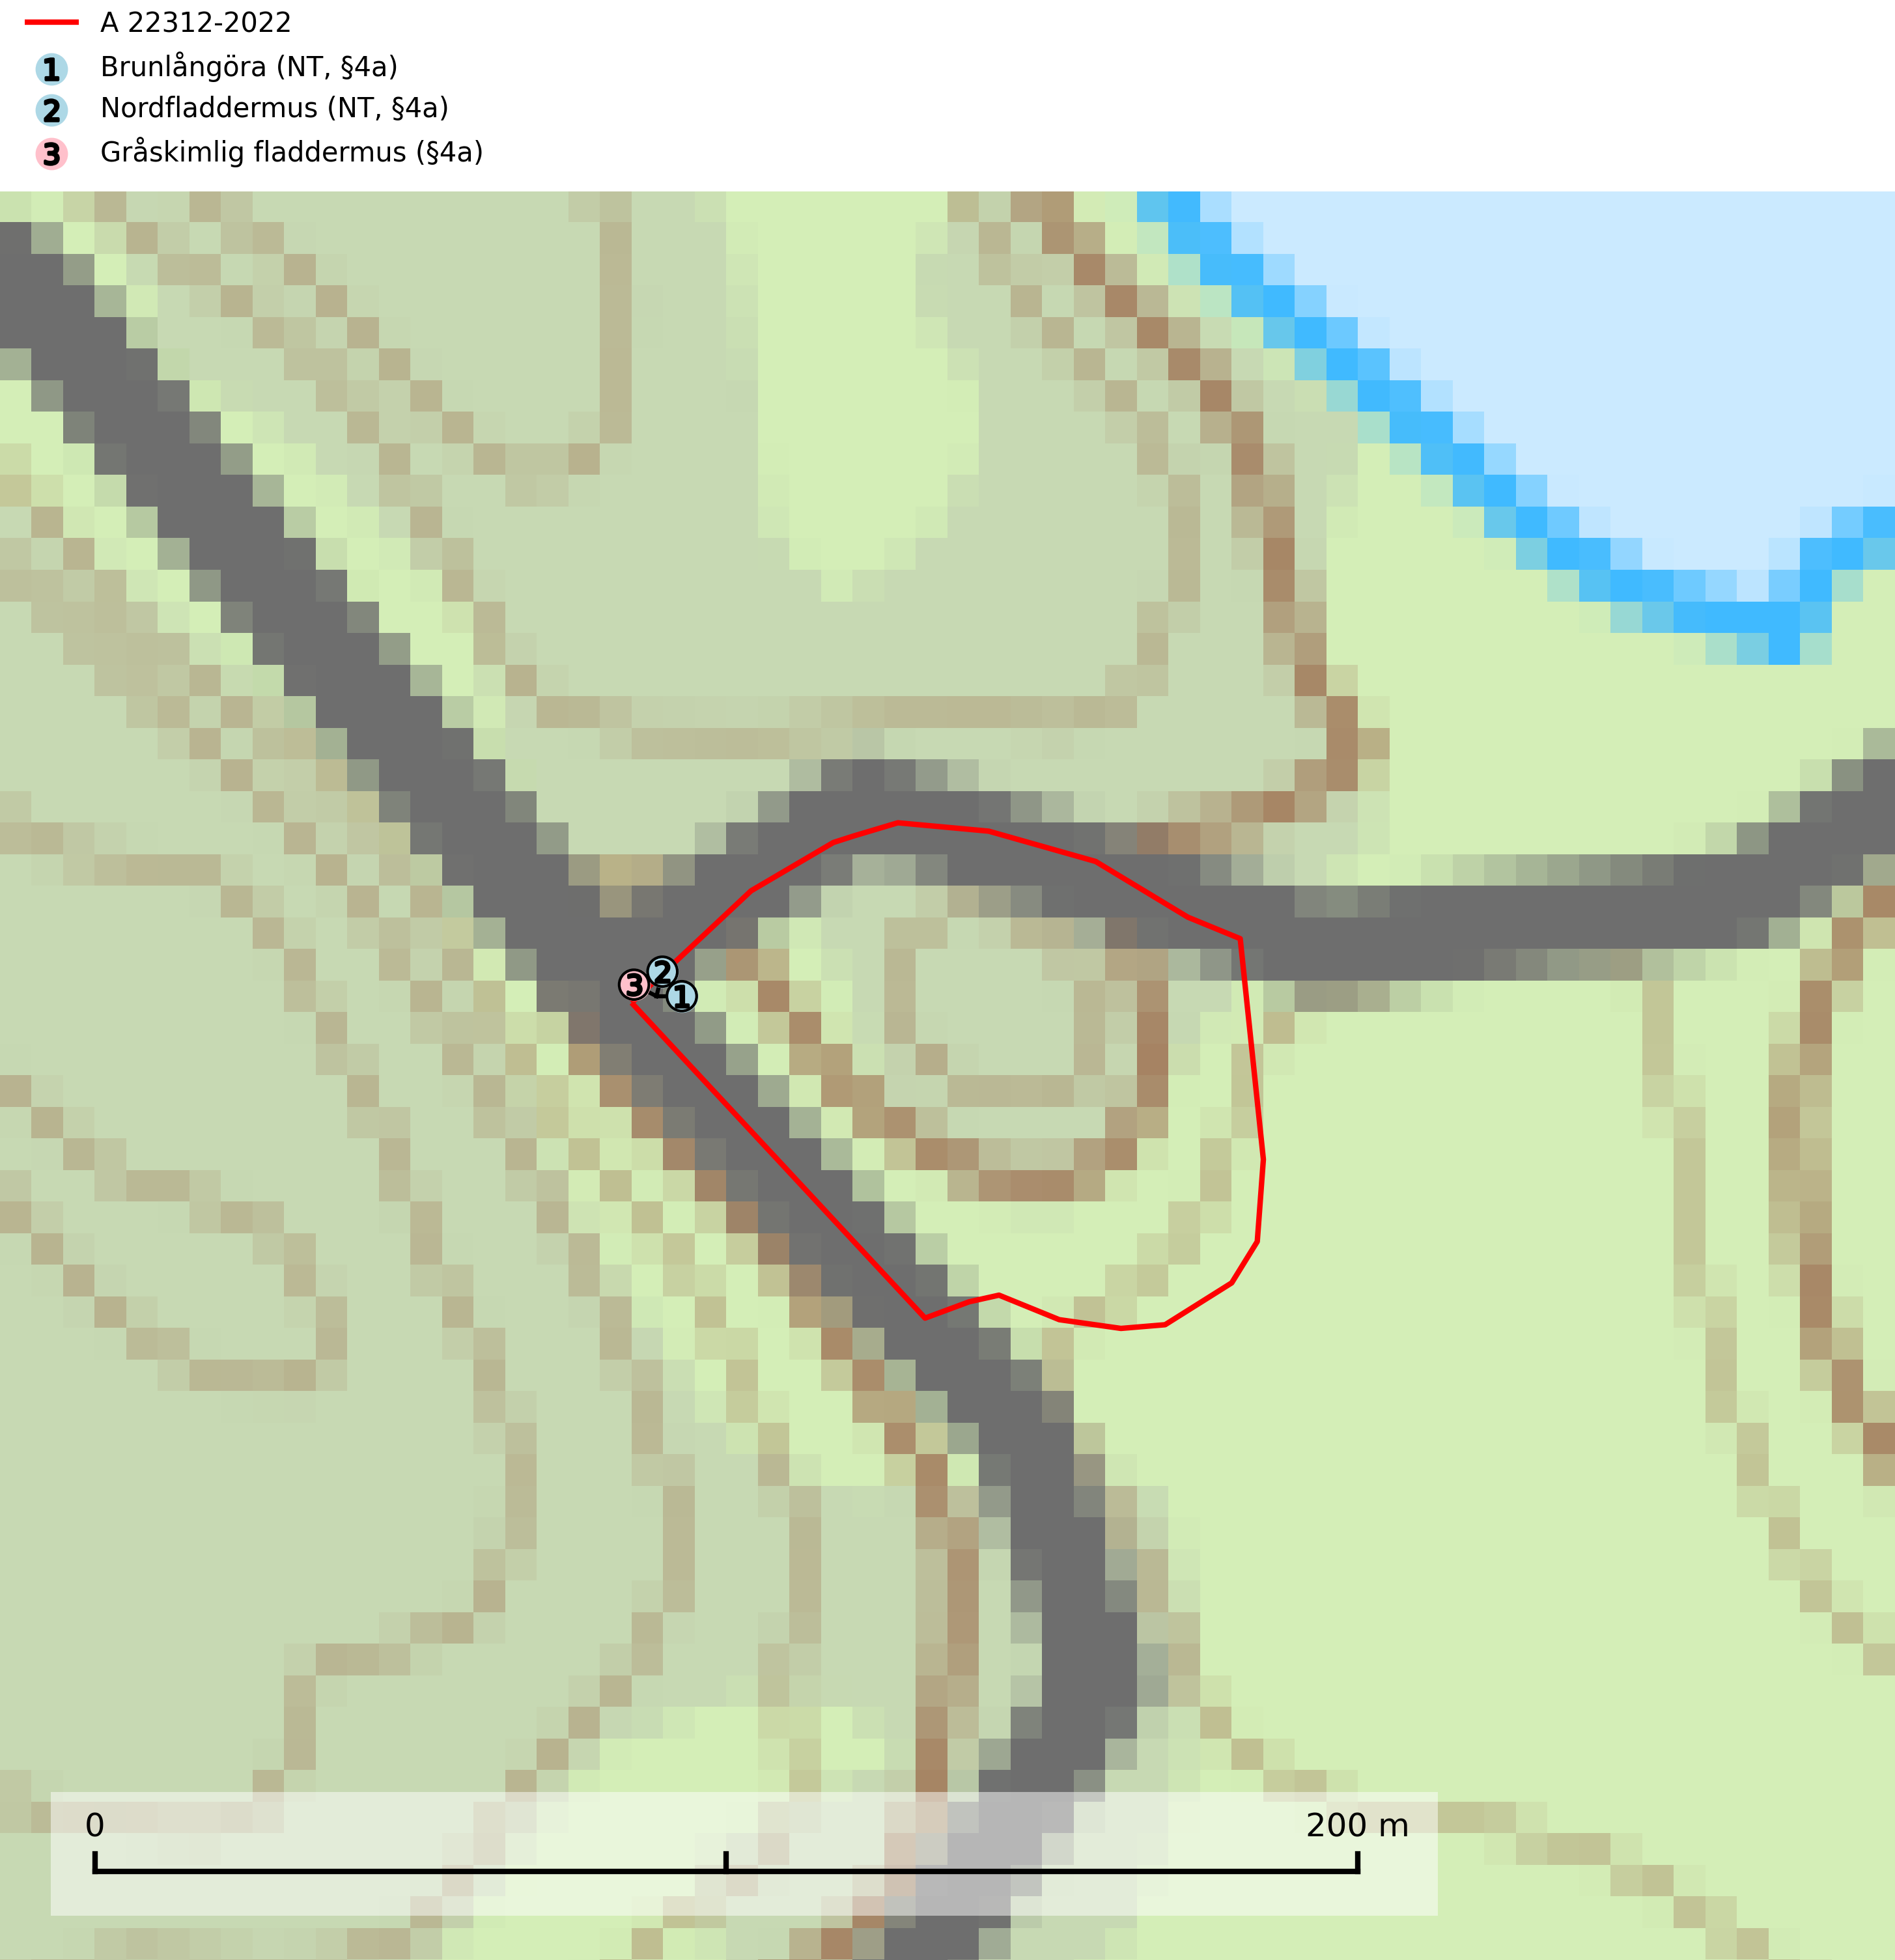 A 22312-2022
1 Brunlångöra (NT, §4a)
2 Nordfladdermus (NT, §4a)
3 Gråskimlig fladdermus (§4a)
2
3
1
0 200 m